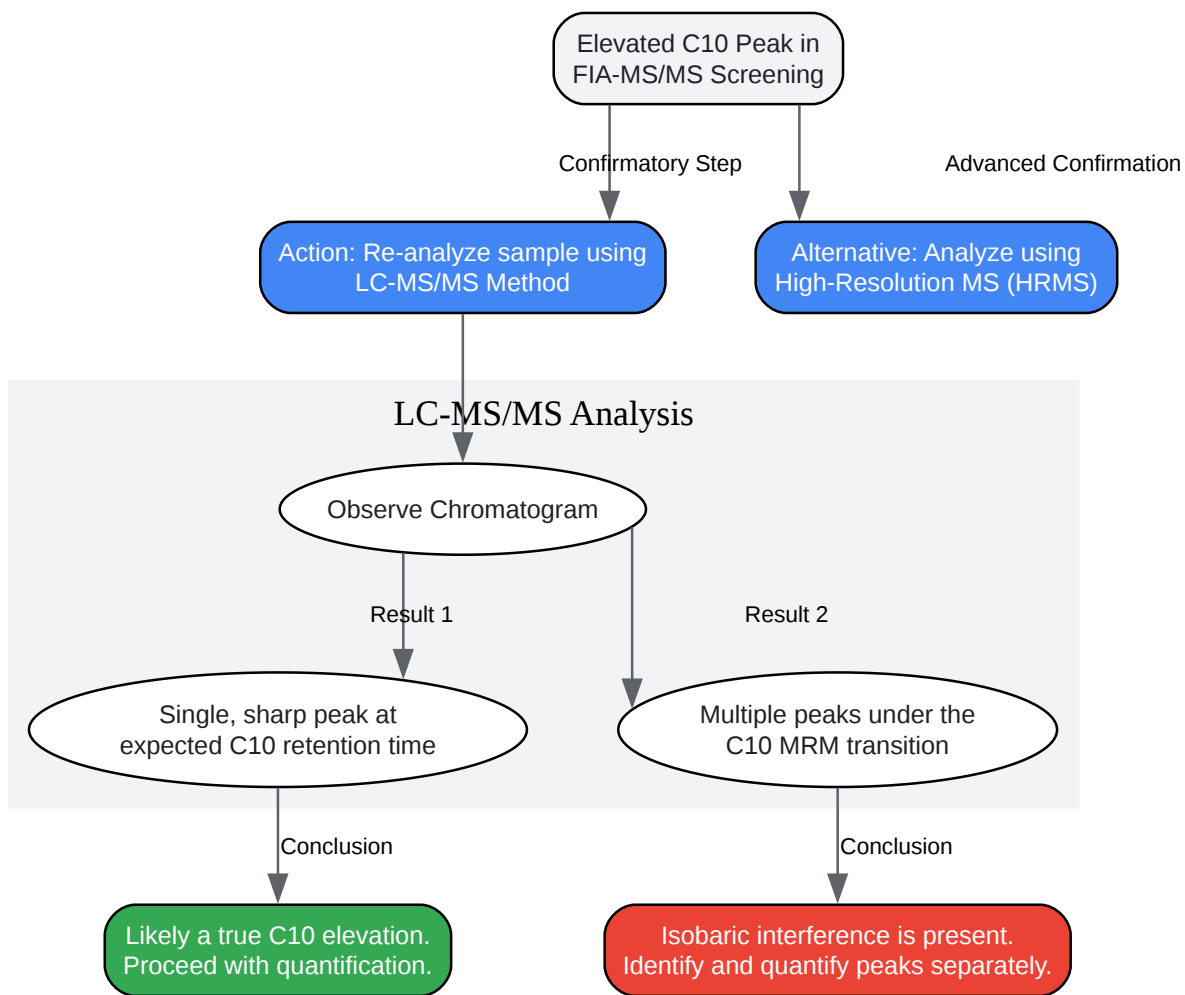 Elevated C10 Peak in
FIA-MS/MS Screening
Confirmatory Step
Advanced Confirmation
Action: Re-analyze sample using
LC-MS/MS Method
Alternative: Analyze using
High-Resolution MS (HRMS)
LC-MS/MS Analysis
Observe Chromatogram
Result 1
Result 2
Single, sharp peak at
expected C10 retention time
Multiple peaks under the
C10 MRM transition
Conclusion
Conclusion
Likely a true C10 elevation.
Proceed with quantification.
Isobaric interference is present.
Identify and quantify peaks separately.